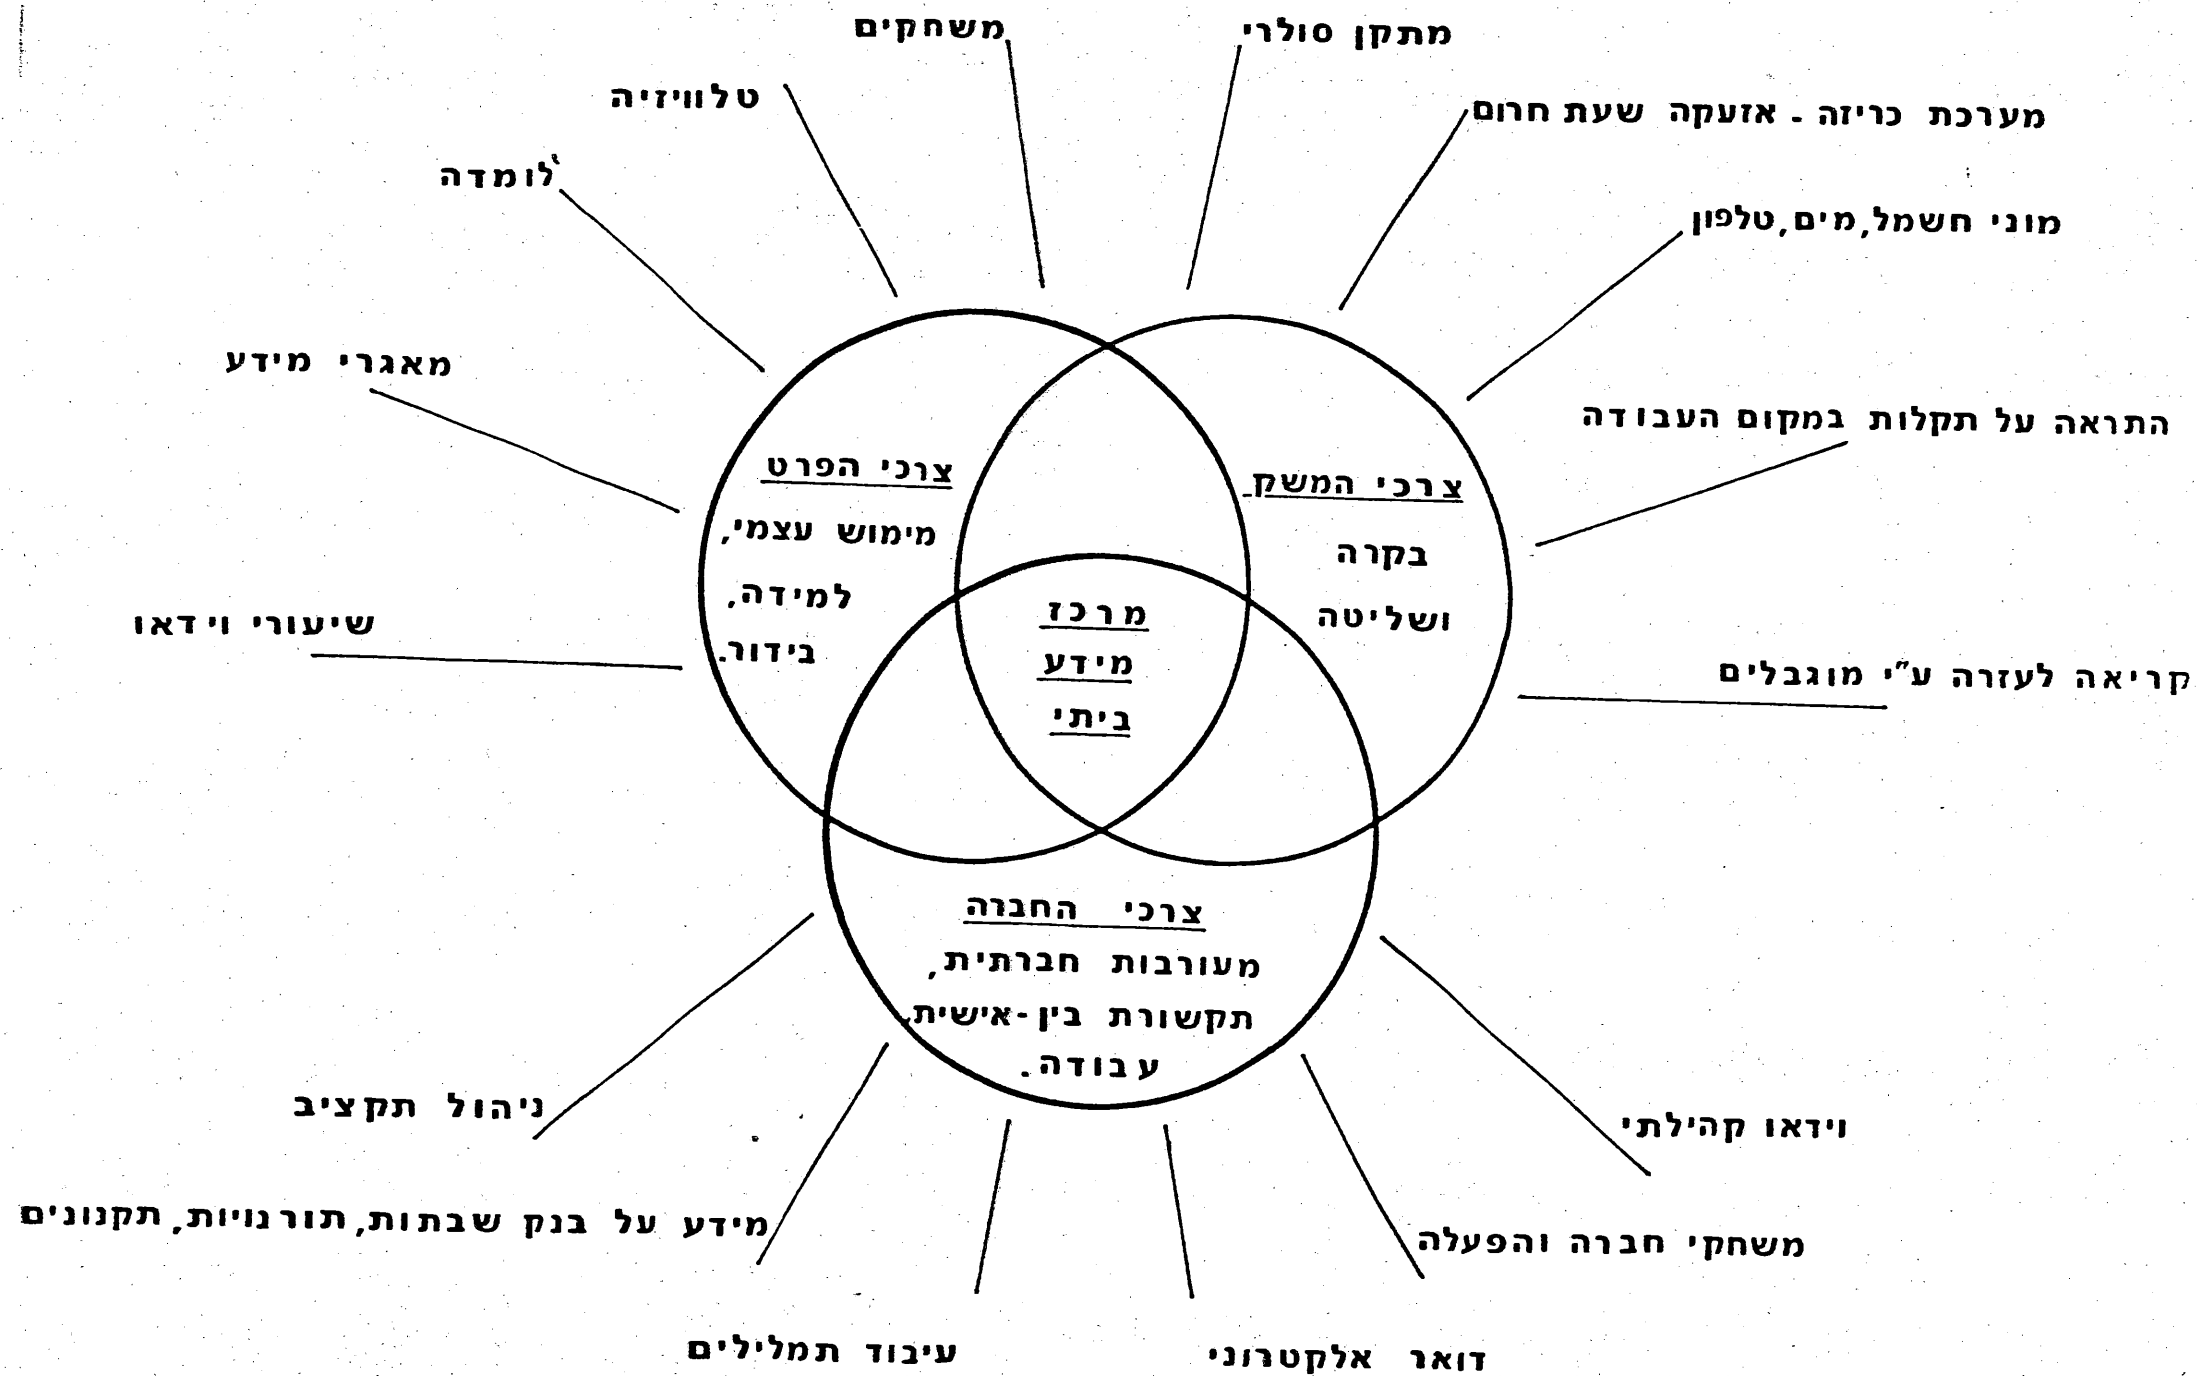 משחקים
מתקן סולרי
טלוויזיה
מערכת כריזה - אזעקה שעת חרום
לומדה
מוני חשמל, מים, טלפון
מאגרי מידע
התראה על תקלות במקום העבודה
צרכי הפרט
מימוש עצמי,
למידה,
בידור.
צרכי המשק
בקרה
ושליטה
מרכז
מידע
ביתי
שיעורי וידאו
קריאה לעזרה ע"י מוגבלים
צרכי החברה
מעורבות חברתית,
תקשורת בין-אישית,
עבודה.
ניהול תקציב
וידאו קהילתי
מידע על בנק שבתות, תורנויות, תקנונים
משחקי חברה והפעלה
עיבוד תמלילים
דואר אלקטרוני